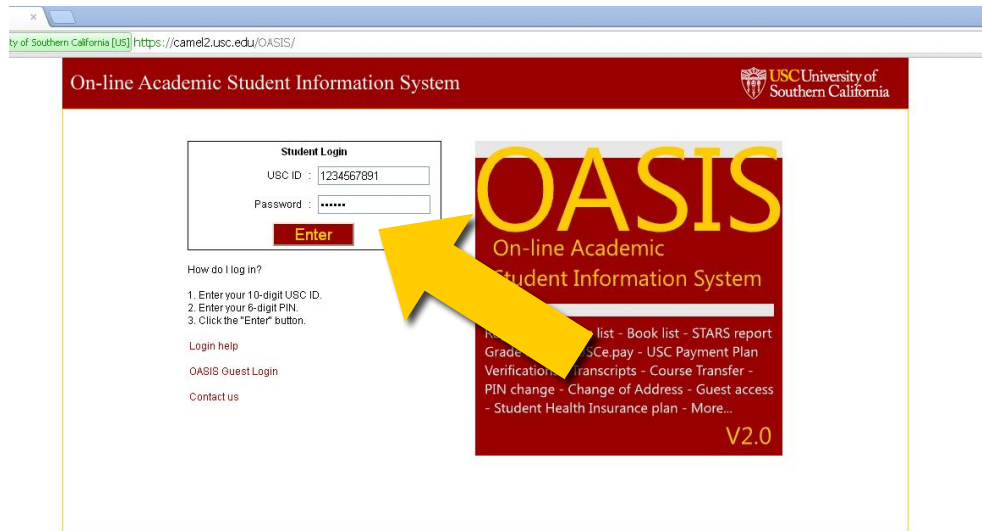 ty of Southern California [US] https://camel2.usc.edu/OASIS/
On-line Academic Student Information System
USC University of
Southern California
Student Login
USC ID : 1234567891
Password : ••••••
Enter
How do I log in?
1. Enter your 10-digit USC ID.
2. Enter your 6-digit PIN.
3. Click the "Enter" button.
Login help
OASIS Guest Login
Contact us
OASIS
On-line Academic
Student Information System
list - Book list - STARS report
Grade - USC Payment Plan
Verification Transcripts - Course Transfer -
PIN change - Change of Address - Guest access
- Student Health Insurance plan - More...
V2.0